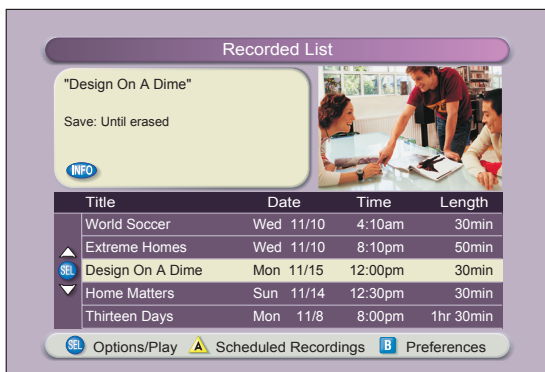 Recorded List
"Design On A Dime"
Save: Until erased
INFO
Title Date Time Length
World Soccer Wed 11/10 4:10am 30min
Extreme Homes Wed 11/10 8:10pm 50min
SEL Design On A Dime Mon 11/15 12:00pm 30min
Home Matters Sun 11/14 12:30pm 30min
Thirteen Days Mon 11/8 8:00pm 1hr 30min
SEL Options/Play A Scheduled Recordings B Preferences